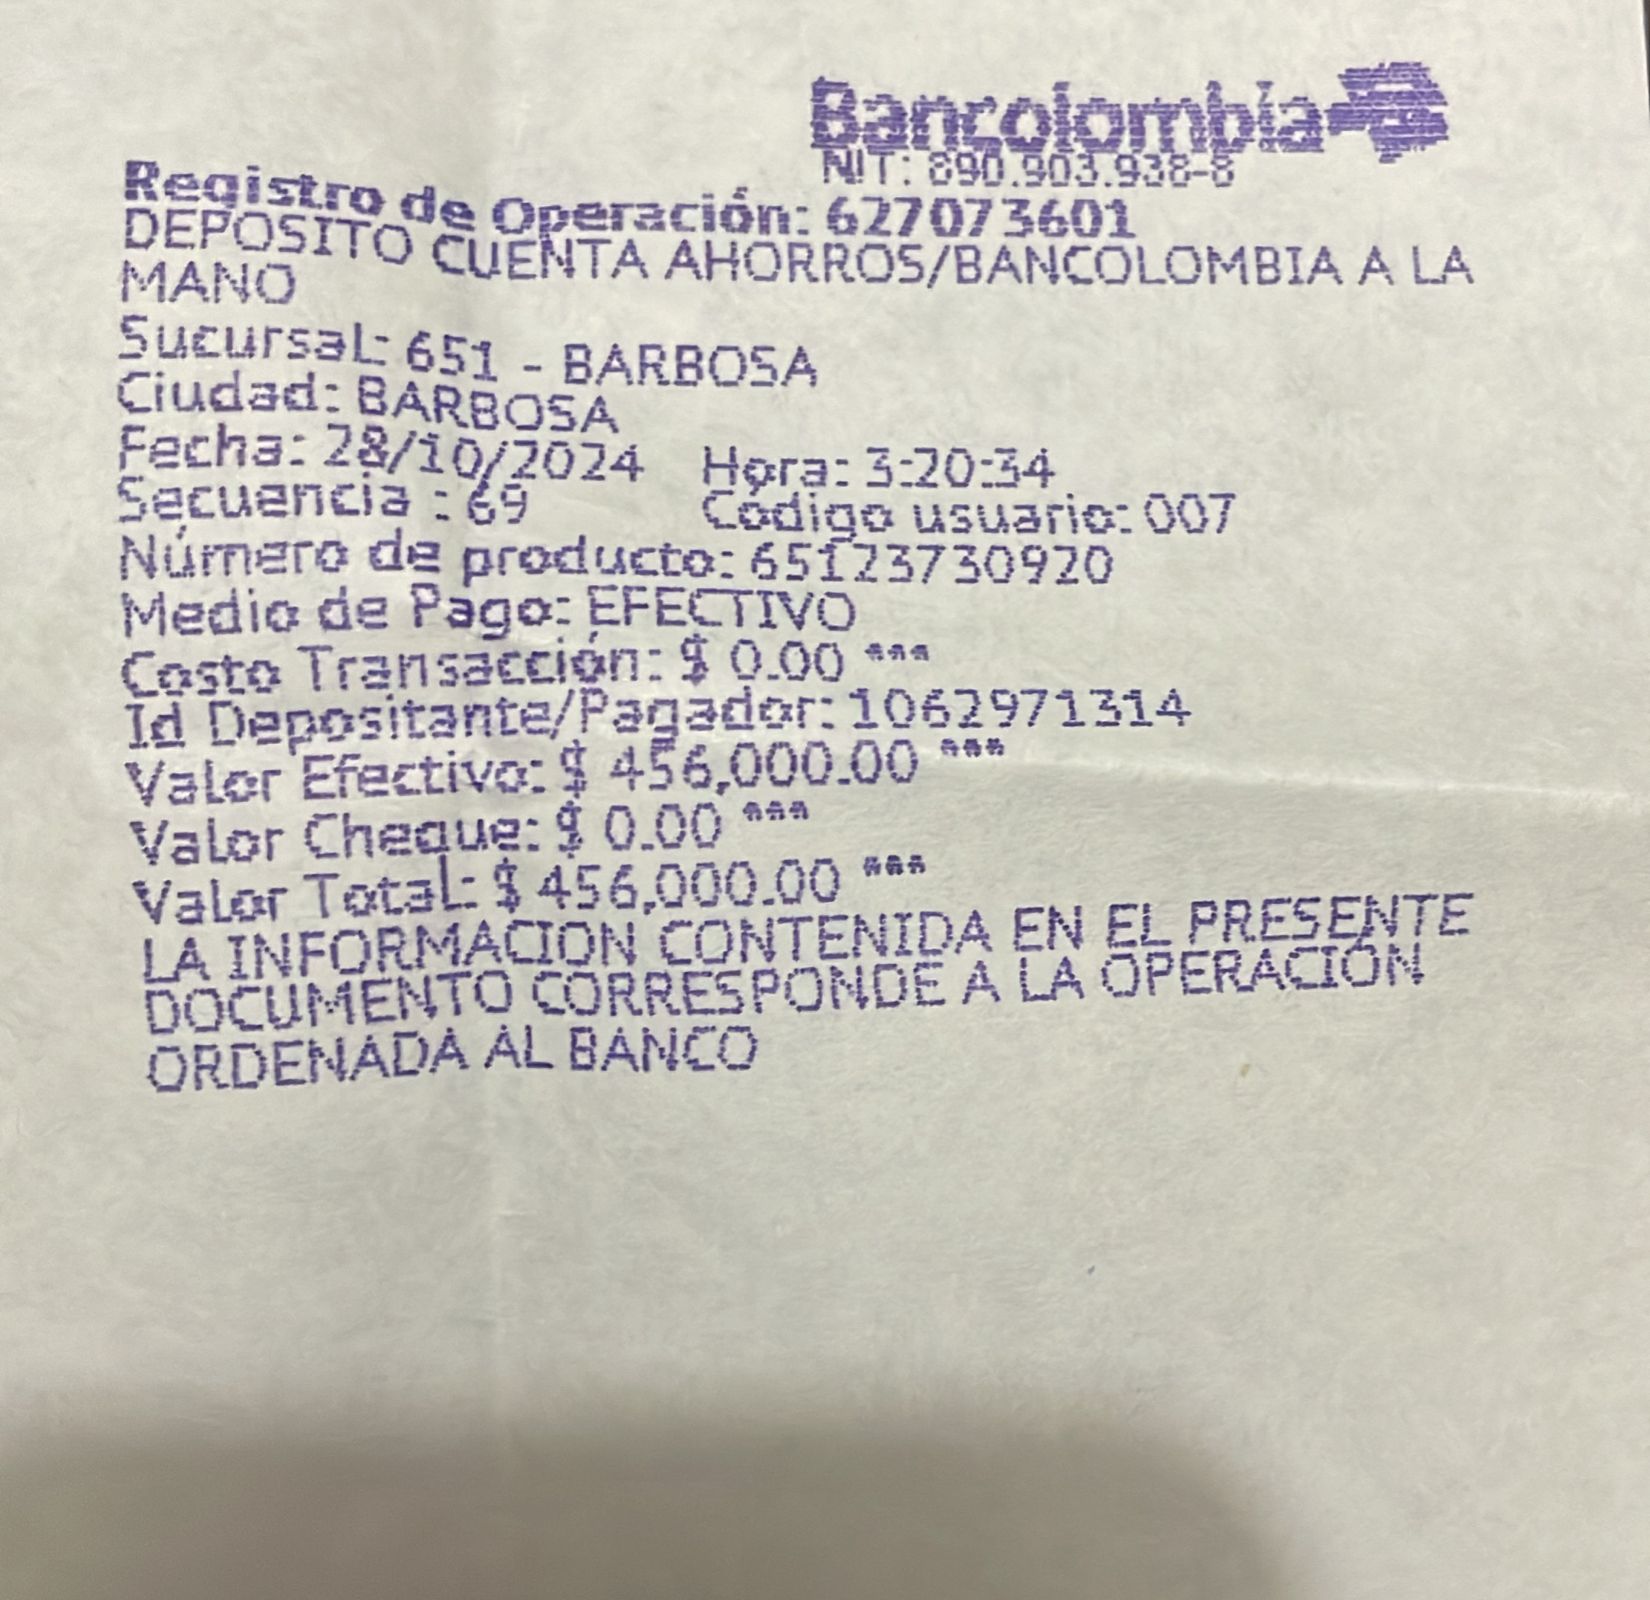 Bancolombia
NIT: 890.903.938-8
Registro de Operación: 627073601
DEPOSITO CUENTA AHORROS/BANCOLOMBIA A LA
MANO
Sucursal: 651 - BARBOSA
Ciudad: BARBOSA
Fecha: 28/10/2024 Hora: 3:20:34
Secuencia : 69 Código usuario: 007
Número de producto: 65123730920
Medio de Pago: EFECTIVO
Costo Transacción: $ 0.00 ***
Id Depositante/Pagador: 1062971314
Valor Efectivo: $ 456,000.00 ***
Valor Cheque: $ 0.00 ***
Valor Total: $ 456,000.00 ***
LA INFORMACION CONTENIDA EN EL PRESENTE
DOCUMENTO CORRESPONDE A LA OPERACIÓN
ORDENADA AL BANCO